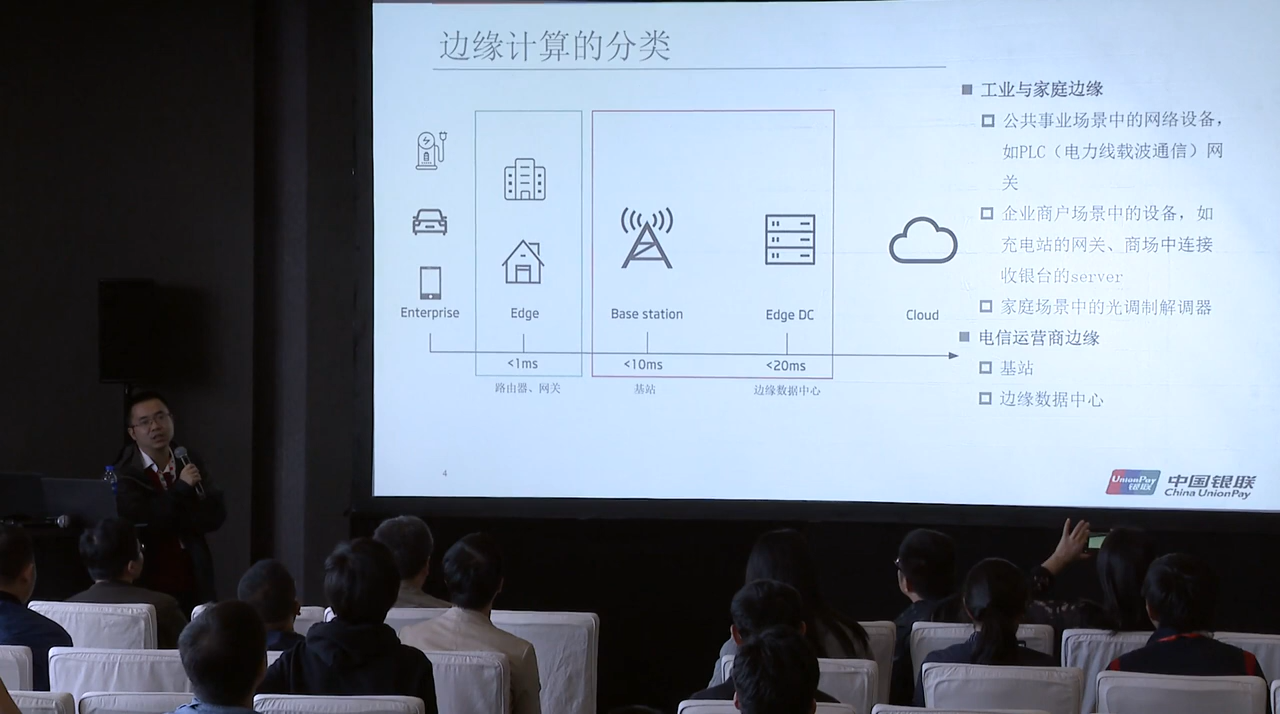 边缘计算的分类
Enterprise
Edge
Base station
Edge DC
Cloud
<1ms
<10ms
<20ms
路由器、网关
基站
边缘数据中心
工业与家庭边缘
公共事业场景中的网络设备，
如PLC（电力线载波通信）网
关
企业商户场景中的设备，如
充电站的网关、商场中连接
收银台的server
家庭场景中的光调制解调器
电信运营商边缘
基站
边缘数据中心
4
UnionPay
银联
中国银联
China UnionPay